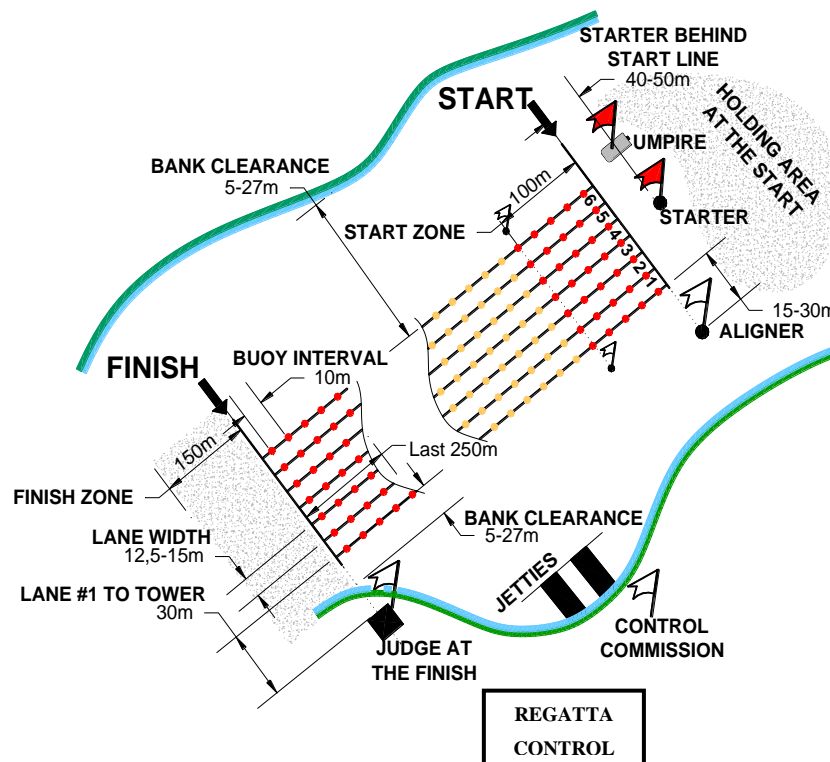 STARTER BEHIND
START LINE
40-50m
START
HOLDING AREA
AT THE START
UMPIRE
BANK CLEARANCE
5-27m
100m
START ZONE
STARTER
6
5
4
3
2
1
15-30m
ALIGNER
BUOY INTERVAL
10m
FINISH
150m
Last 250m
FINISH ZONE
BANK CLEARANCE
5-27m
LANE WIDTH
12,5-15m
JETTIES
LANE #1 TO TOWER
30m
CONTROL
COMMISSION
JUDGE AT
THE FINISH
REGATTA
CONTROL